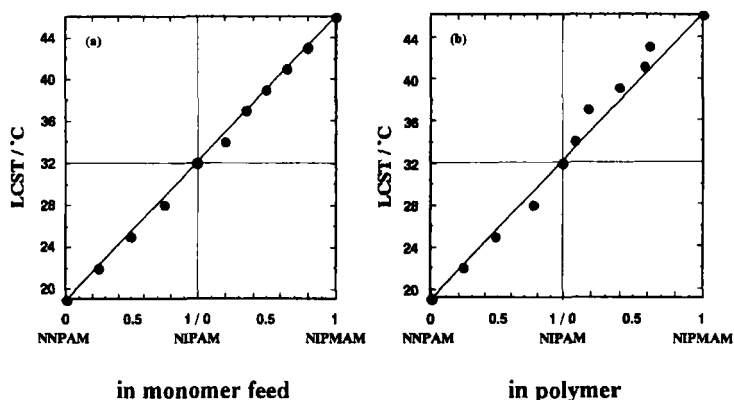 (a)
(b)
44
40
36
32
28
24
20
LCST / °C
0 0.5 1 / 0 0.5 1
NNPAM NIPAM NIPMAM
in monomer feed
44
40
36
32
28
24
20
LCST / °C
0 0.5 1 / 0 0.5 1
NNPAM NIPAM NIPMAM
in polymer